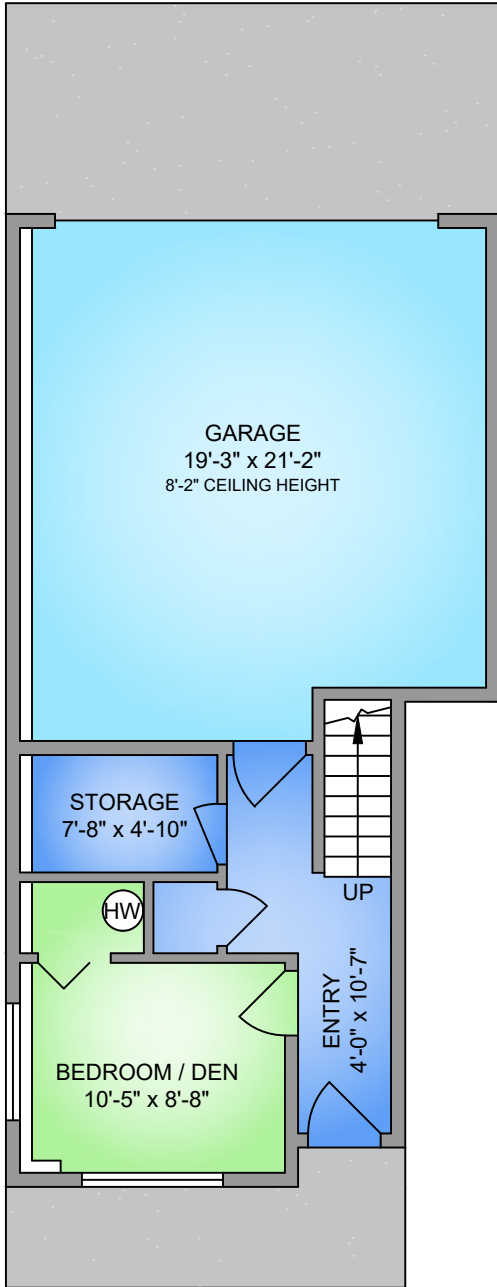 GARAGE
19'-3" x 21'-2"
8'-2" CEILING HEIGHT
STORAGE
7'-8" x 4'-10"
UP
HW
ENTRY
4'-0" x 10'-7"
BEDROOM / DEN
10'-5" x 8'-8"